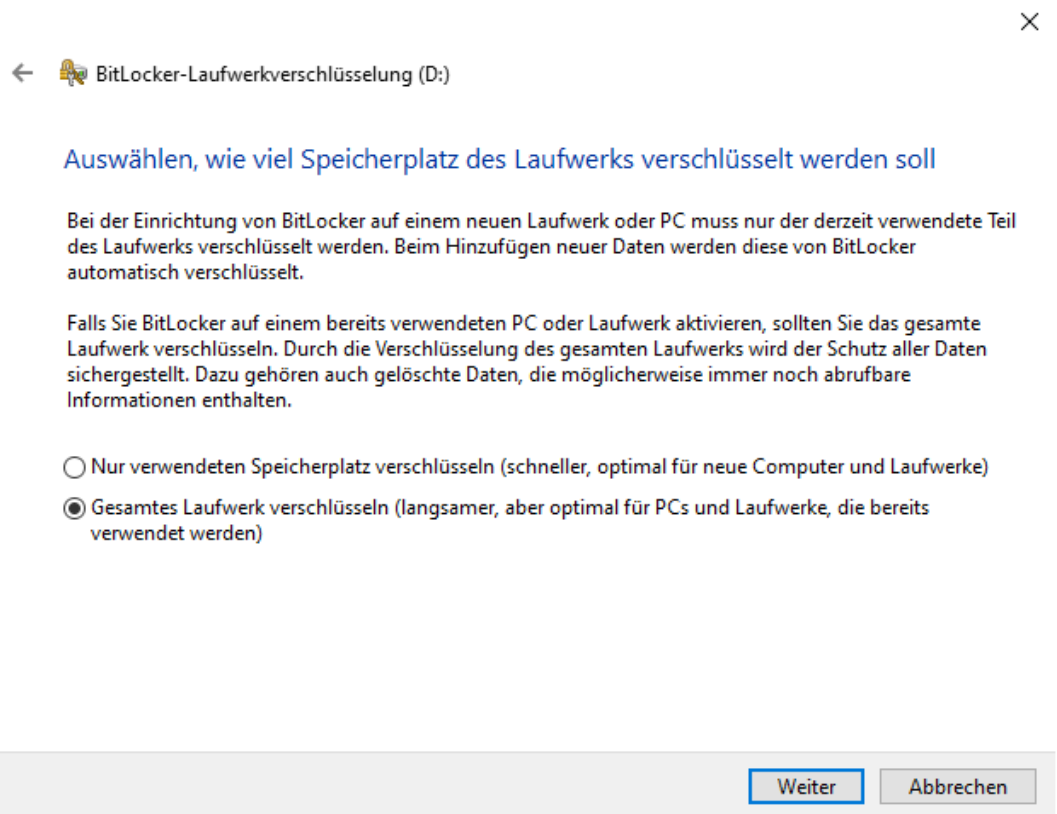 BitLocker-Laufwerkverschlüsselung (D:)
Auswählen, wie viel Speicherplatz des Laufwerks verschlüsselt werden soll
Bei der Einrichtung von BitLocker auf einem neuen Laufwerk oder PC muss nur der derzeit verwendete Teil
des Laufwerks verschlüsselt werden. Beim Hinzufügen neuer Daten werden diese von BitLocker
automatisch verschlüsselt.
Falls Sie BitLocker auf einem bereits verwendeten PC oder Laufwerk aktivieren, sollten Sie das gesamte
Laufwerk verschlüsseln. Durch die Verschlüsselung des gesamten Laufwerks wird der Schutz aller Daten
sichergestellt. Dazu gehören auch gelöschte Daten, die möglicherweise immer noch abrufbare
Informationen enthalten.
Nur verwendeten Speicherplatz verschlüsseln (schneller, optimal für neue Computer und Laufwerke)
Gesamtes Laufwerk verschlüsseln (langsamer, aber optimal für PCs und Laufwerke, die bereits
verwendet werden)
Weiter
Abbrechen